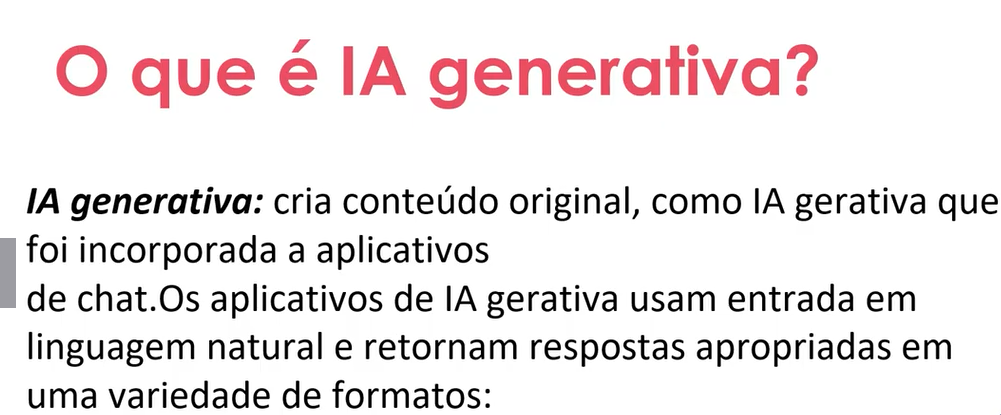 O que é IA generativa?
IA generativa: cria conteúdo original, como IA gerativa que
foi incorporada a aplicativos
de chat.Os aplicativos de IA gerativa usam entrada em
linguagem natural e retornam respostas apropriadas em
uma variedade de formatos: